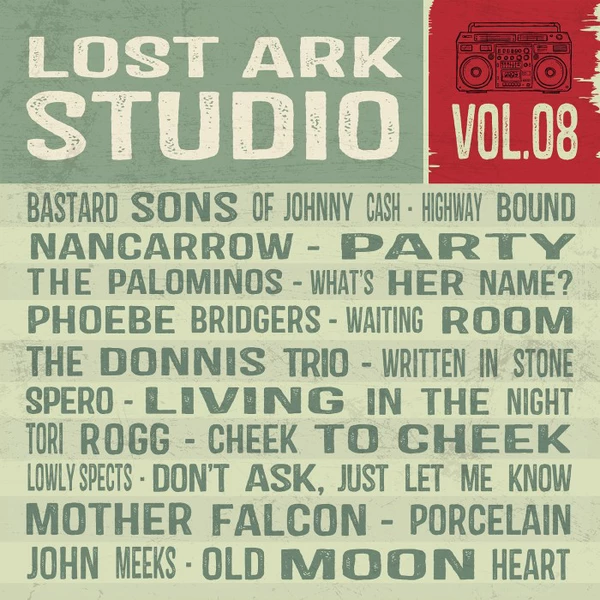 LOST ARK
STUDIO
VOL.08
BASTARD SONS OF JOHNNY CASH - HIGHWAY BOUND
NANCARROW - PARTY
THE PALOMINOS - WHAT'S HER NAME?
PHOEBE BRIDGERS - WAITING ROOM
THE DONNIS TRIO - WRITTEN IN STONE
SPERO - LIVING IN THE NIGHT
TORI ROGG - CHEEK TO CHEEK
LOWLY SPECTS - DON'T ASK, JUST LET ME KNOW
MOTHER FALCON - PORCELAIN
JOHN MEEKS - OLD MOON HEART